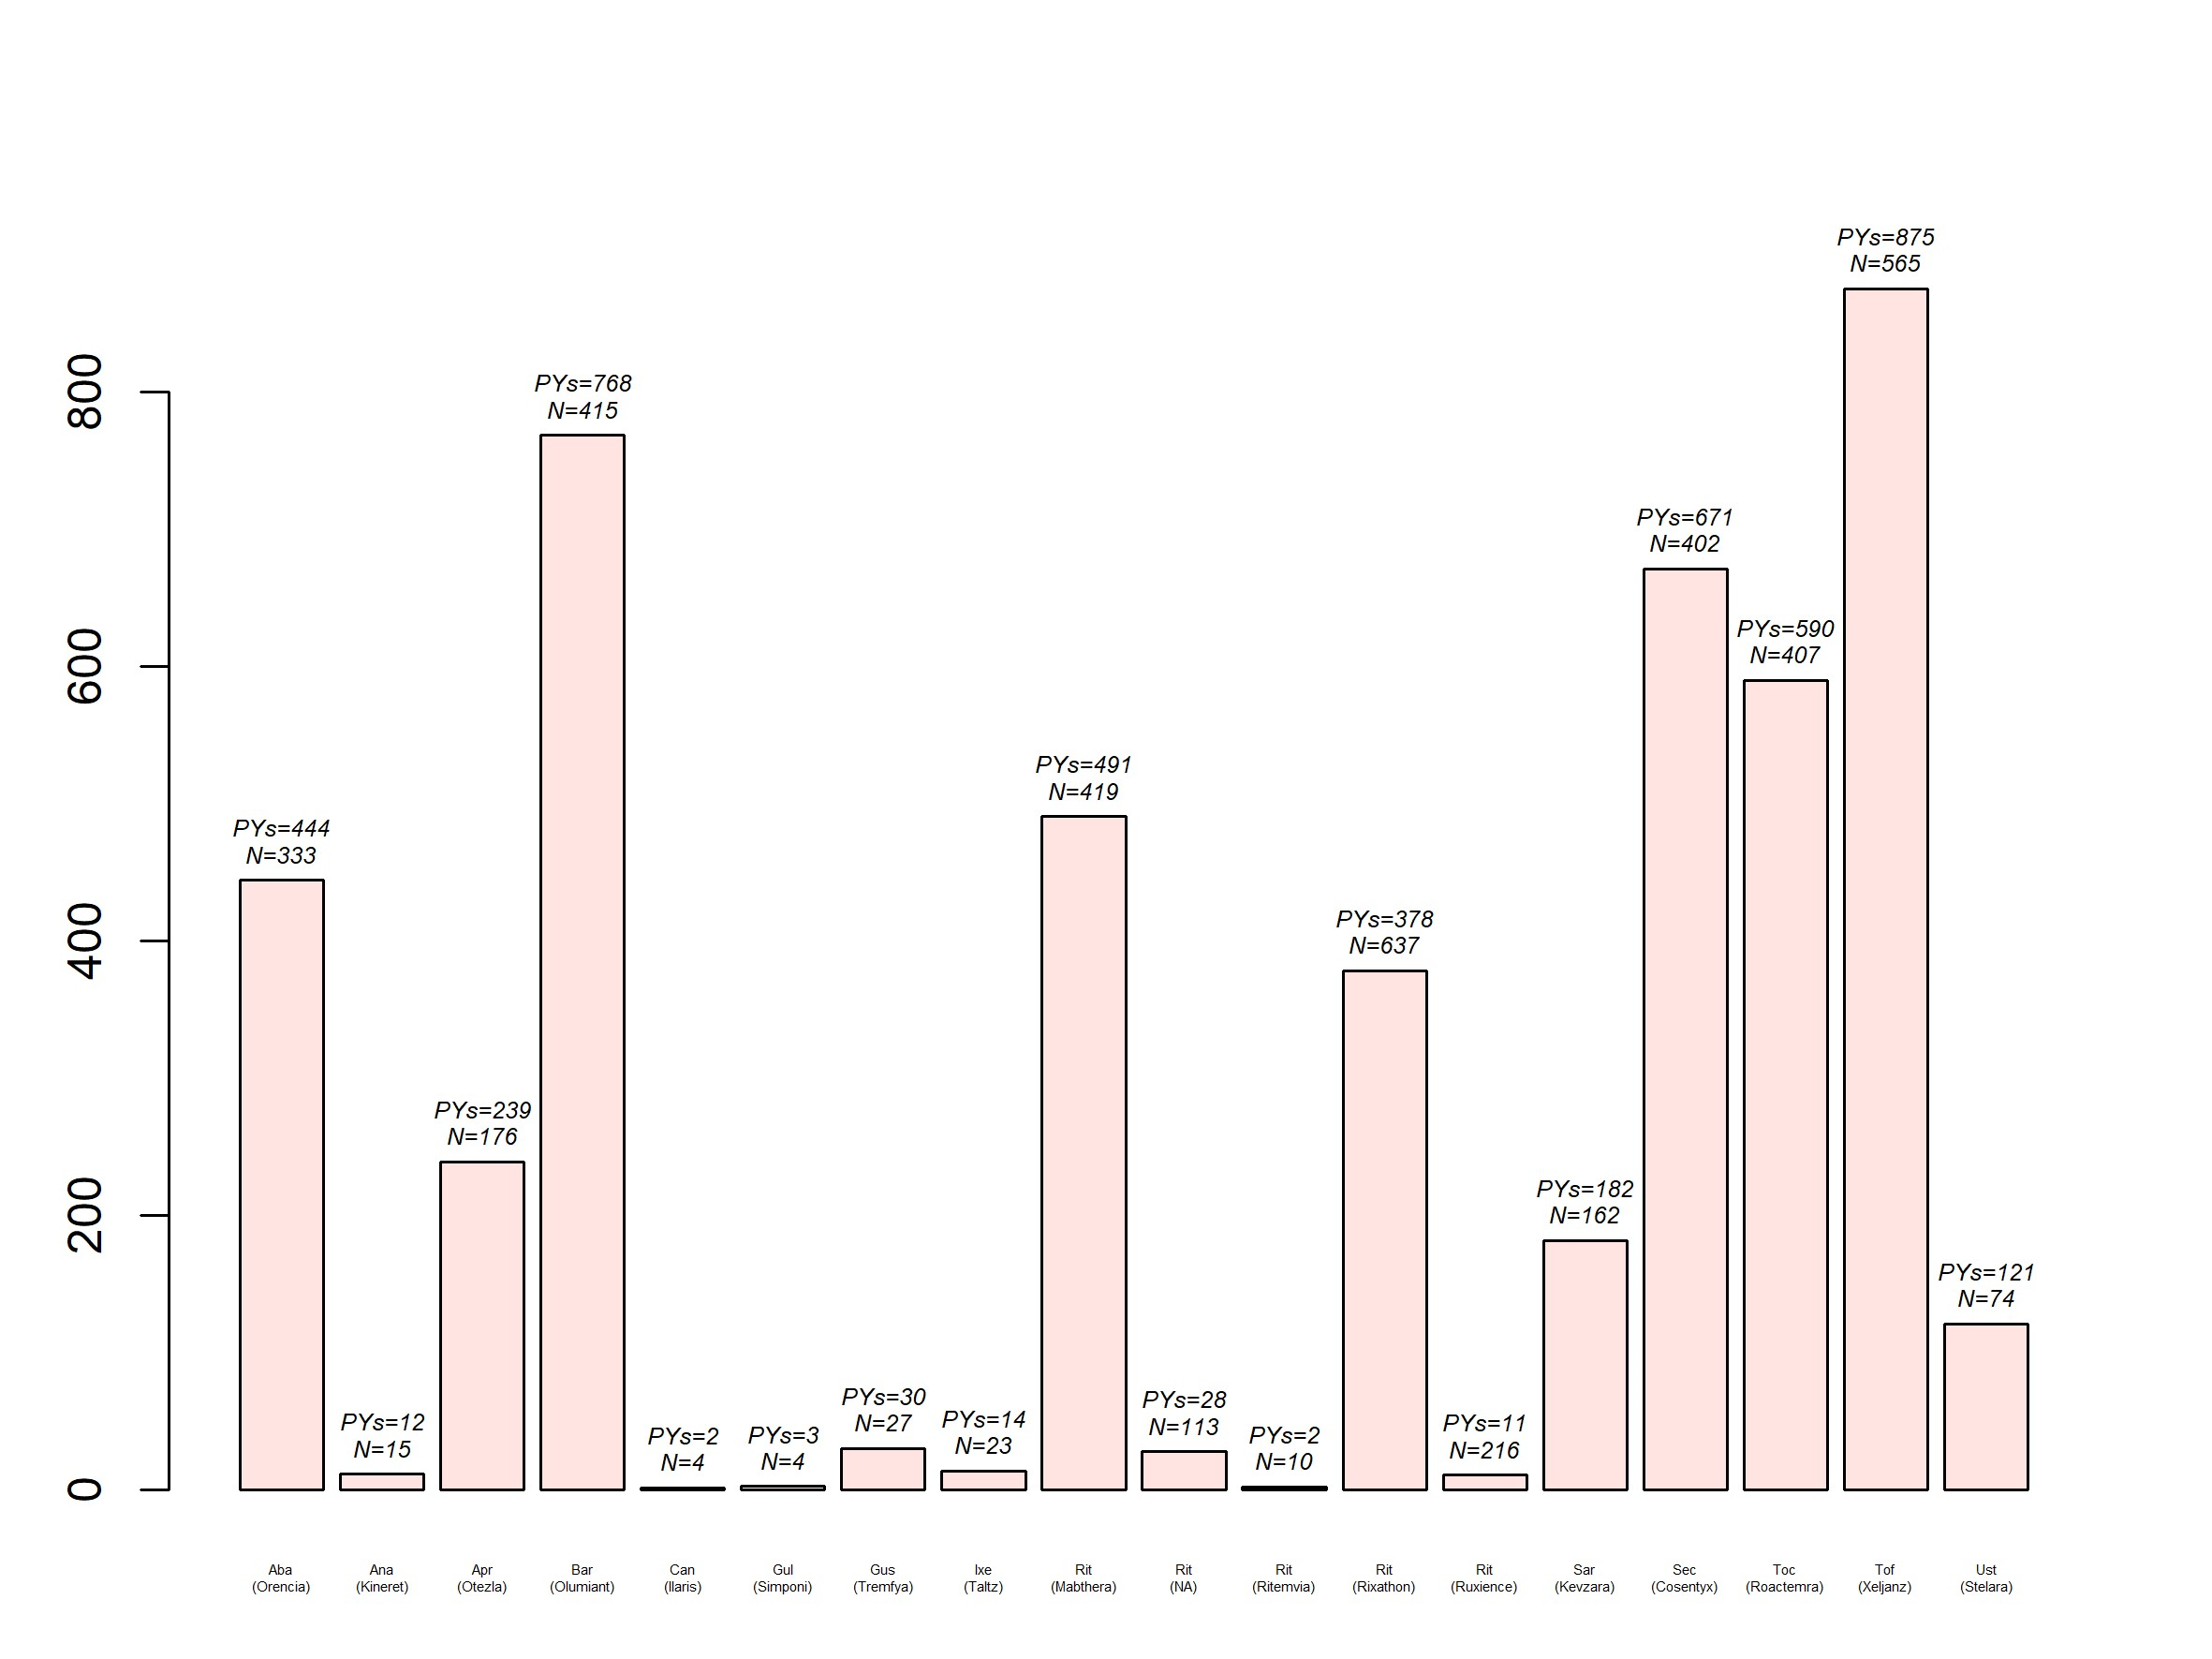 800
600
400
200
0
PYs=444
N=333
PYs=12
N=15
PYs=239
N=176
PYs=768
N=415
PYs=2
N=4
PYs=3
N=4
PYs=30
N=27
PYs=14
N=23
PYs=491
N=419
PYs=28
N=113
PYs=2
N=10
PYs=378
N=637
PYs=11
N=216
PYs=182
N=162
PYs=671
N=402
PYs=590
N=407
PYs=875
N=565
PYs=121
N=74
Aba
(Orencia)
Ana
(Kineret)
Apr
(Otezla)
Bar
(Olumiant)
Can
(Ilaris)
Gul
(Simponi)
Gus
(Tremfya)
Ixe
(Taltz)
Rit
(Mabthera)
Rit
(NA)
Rit
(Ritemvia)
Rit
(Rixathon)
Rit
(Ruxience)
Sar
(Kevzara)
Sec
(Cosentyx)
Toc
(Roactemra)
Tof
(Xeljanz)
Ust
(Stelara)